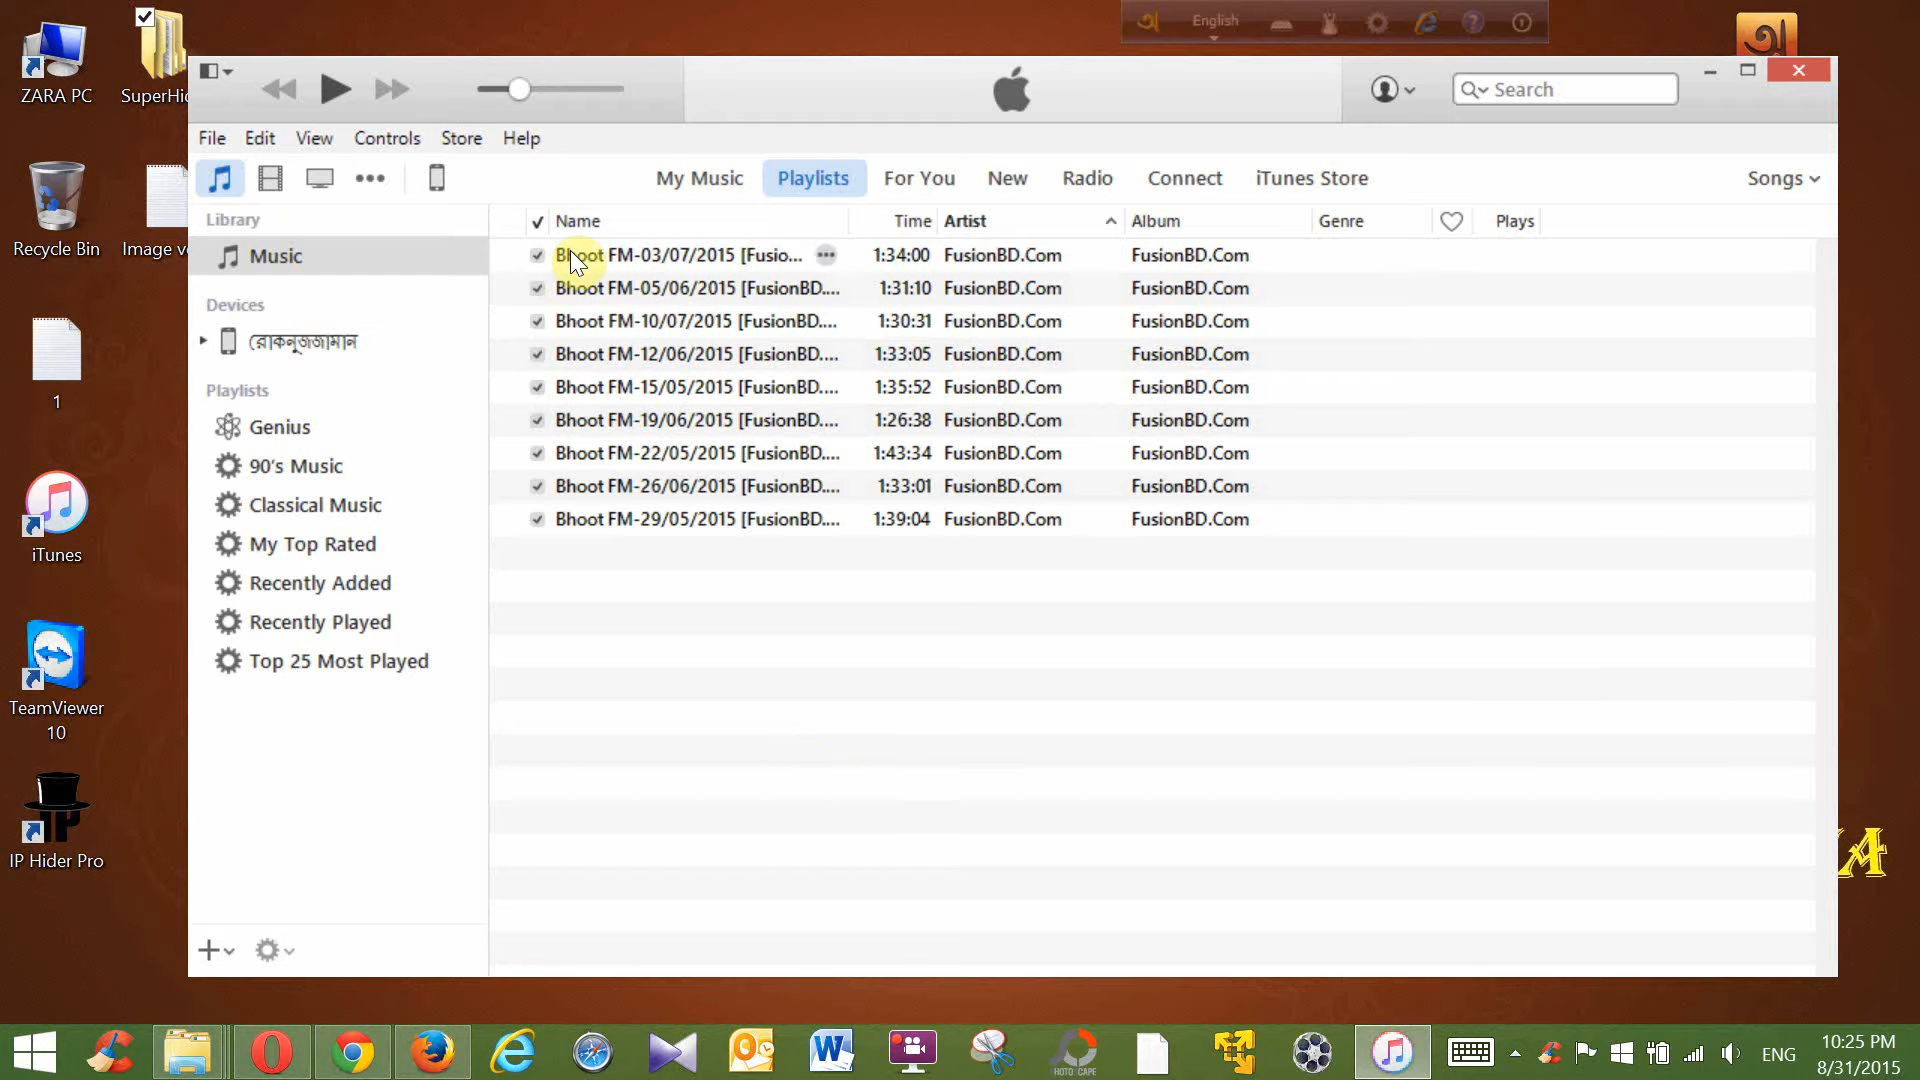 English
ZARA PC
Recycle Bin
1
iTunes
TeamViewer
10
IP Hider Pro
Search
File Edit View Controls Store Help
My Music Playlists For You New Radio Connect iTunes Store Songs
Library
Music
Devices
রোকনুজজামান
Playlists
Genius
90's Music
Classical Music
My Top Rated
Recently Added
Recently Played
Top 25 Most Played
Name Time Artist Album Genre Plays
Bhoot FM-03/07/2015 [Fusio... 1:34:00 FusionBD.Com FusionBD.Com
Bhoot FM-05/06/2015 [FusionBD.... 1:31:10 FusionBD.Com FusionBD.Com
Bhoot FM-10/07/2015 [FusionBD.... 1:30:31 FusionBD.Com FusionBD.Com
Bhoot FM-12/06/2015 [FusionBD.... 1:33:05 FusionBD.Com FusionBD.Com
Bhoot FM-15/05/2015 [FusionBD.... 1:35:52 FusionBD.Com FusionBD.Com
Bhoot FM-19/06/2015 [FusionBD.... 1:26:38 FusionBD.Com FusionBD.Com
Bhoot FM-22/05/2015 [FusionBD.... 1:43:34 FusionBD.Com FusionBD.Com
Bhoot FM-26/06/2015 [FusionBD.... 1:33:01 FusionBD.Com FusionBD.Com
Bhoot FM-29/05/2015 [FusionBD.... 1:39:04 FusionBD.Com FusionBD.Com
A
ENG
10:25 PM
8/31/2015